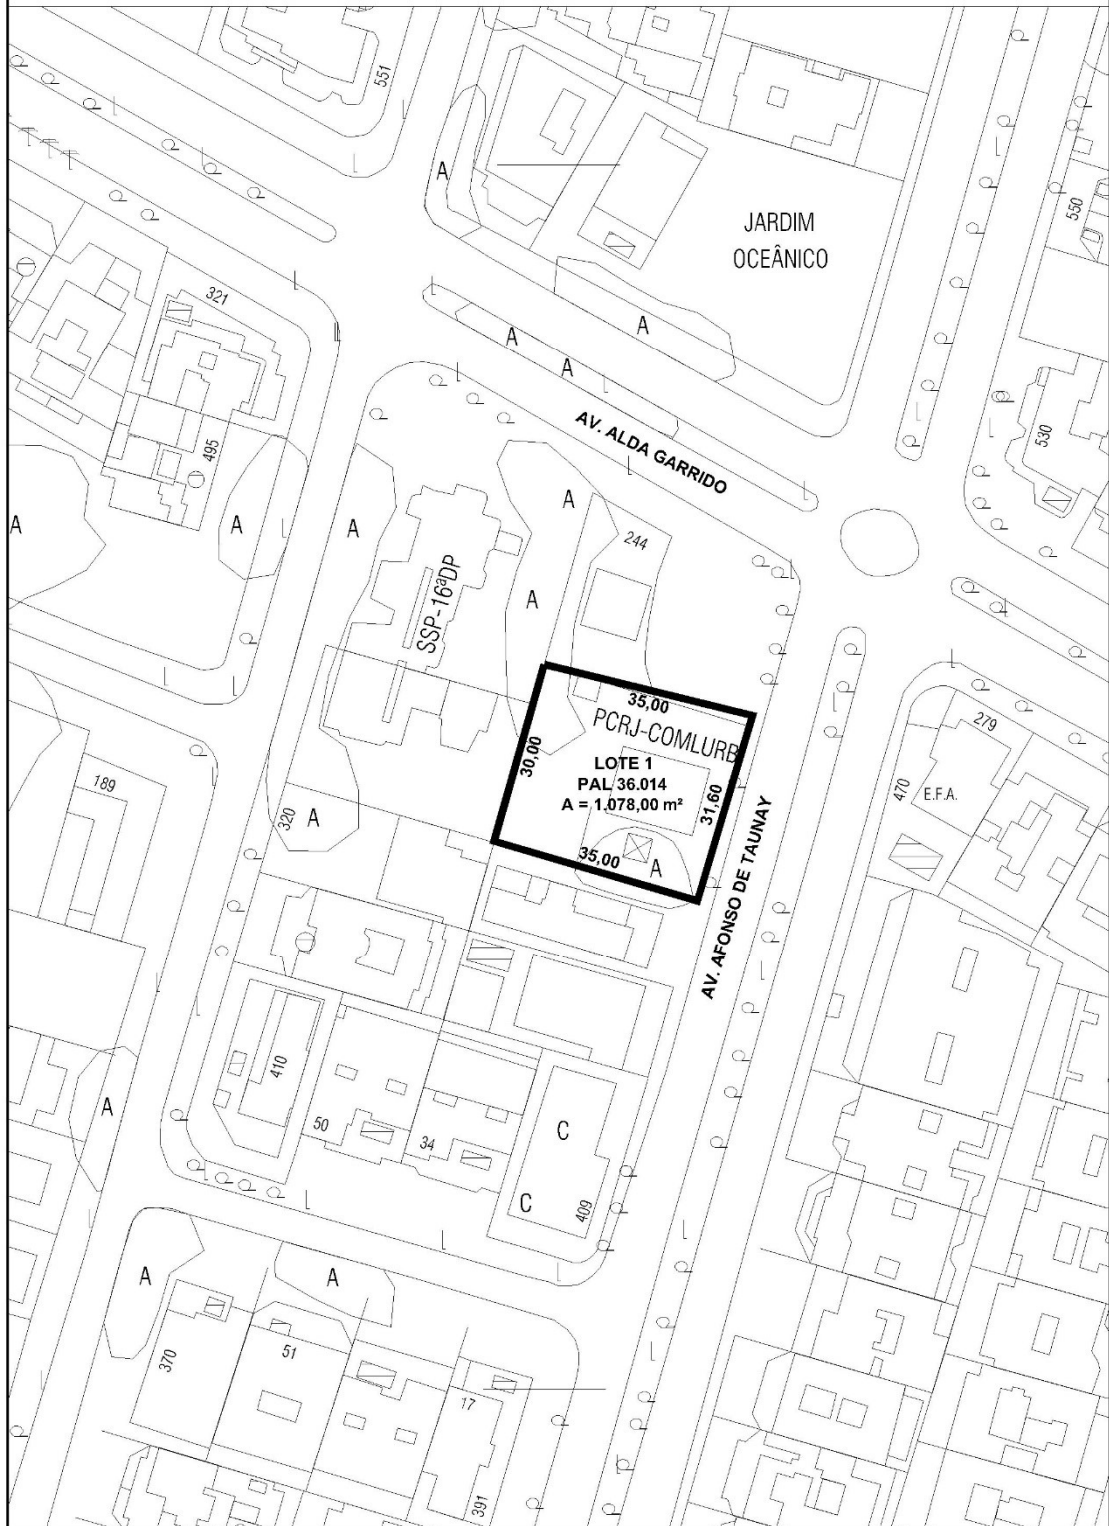 551
A
JARDIM
OCEÂNICO
550
321
A
A
A
AV. ALDA GARRIDO
495
530
A
A
A
A
244
SSP-16ªDP
A
35,00
PCRJ-COMLURB
279
30,00
LOTE 1
PAL 36.014
A = 1.078,00 m²
31,60
189
470
E.F.A.
320
A
35,00
A
AV. AFONSO DE TAUNAY
410
A
50
34
C
C
409
A
A
370
51
17
391